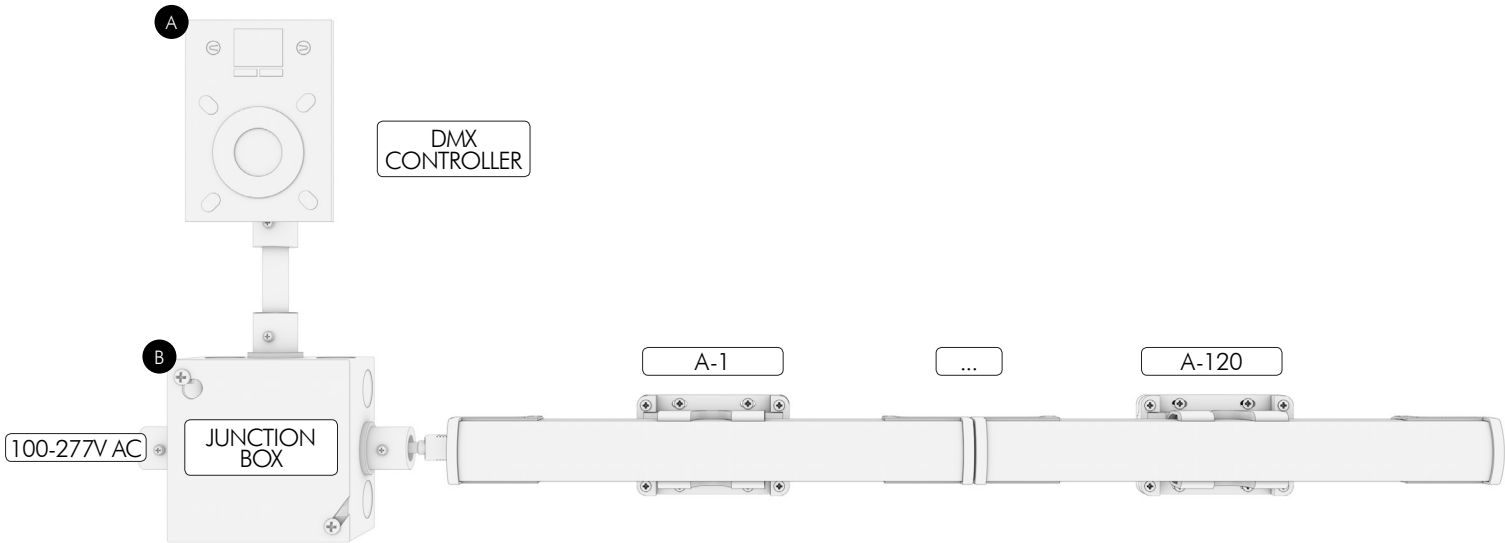 A
DMX
CONTROLLER
B
A-1
...
A-120
100-277V AC
JUNCTION
BOX